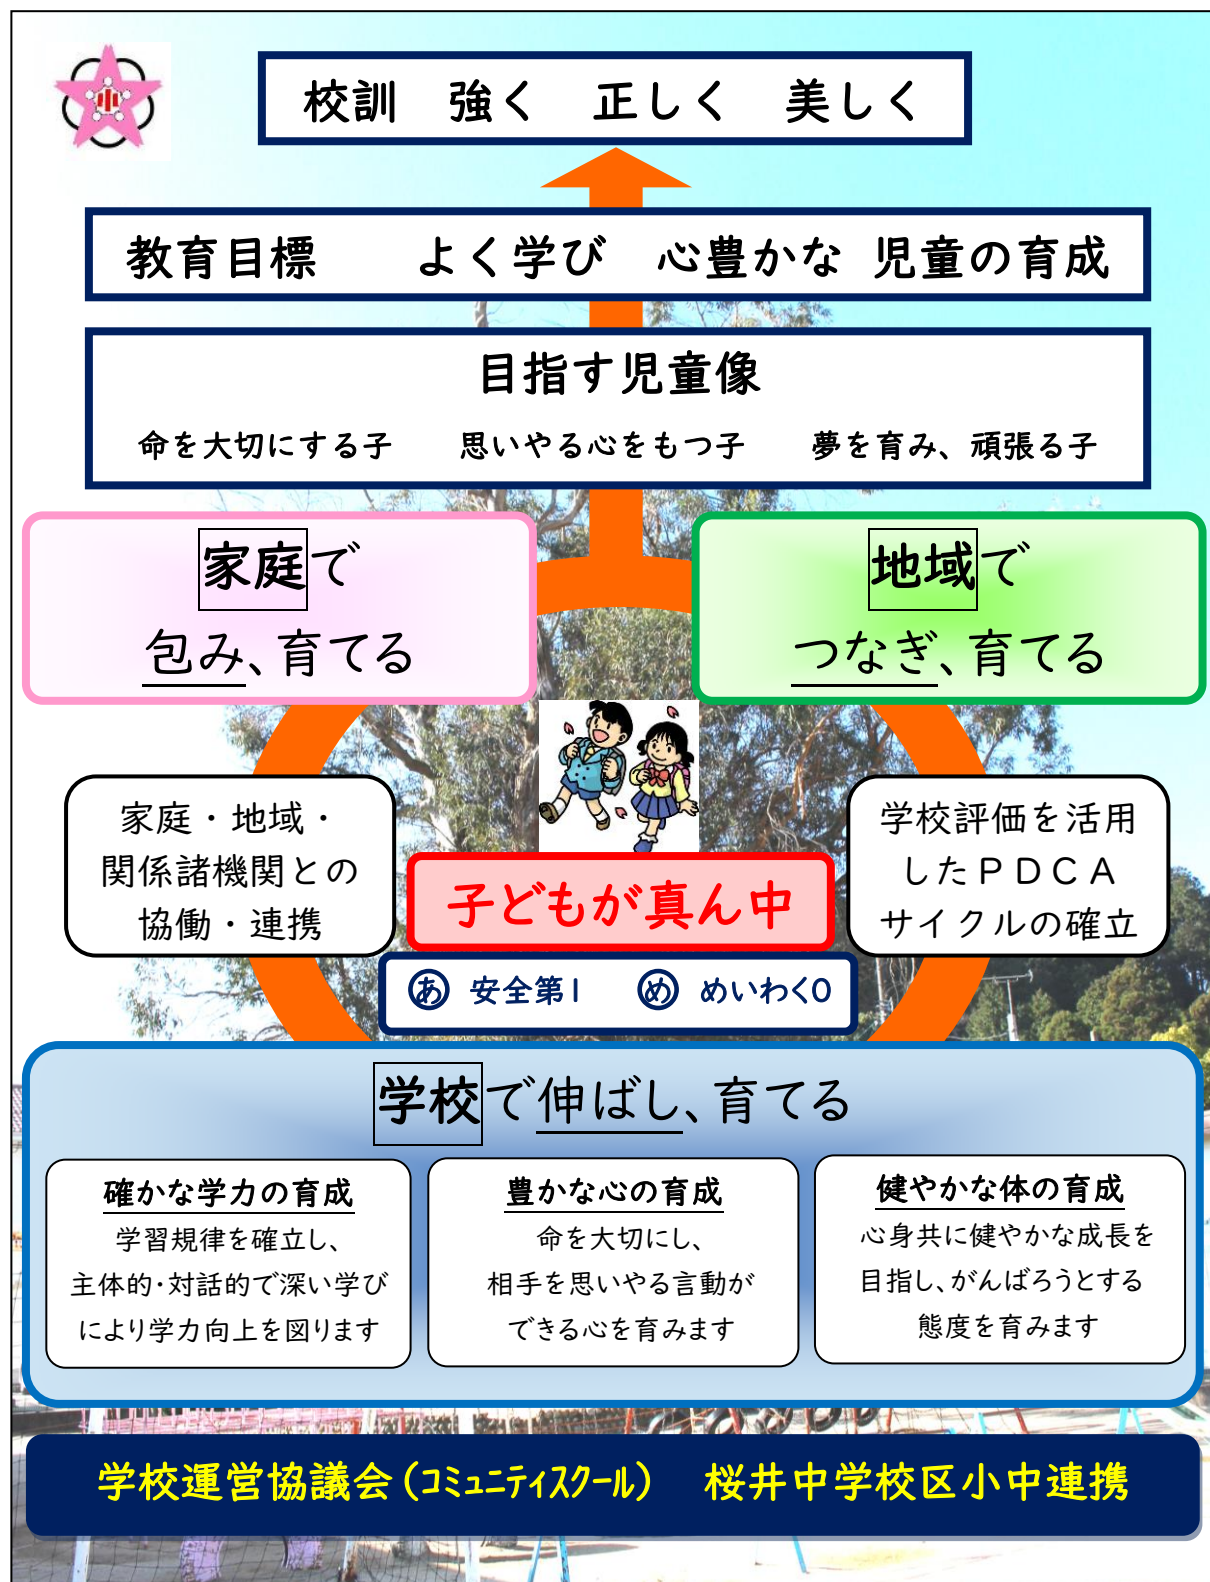 小
校訓　強く　正しく　美しく
教育目標　よく学び　心豊かな 児童の育成
目指す児童像
命を大切にする子　思いやる心をもつ子　夢を育み、頑張る子
家庭で
包み、育てる
地域で
つなぎ、育てる
家庭・地域・
関係諸機関との
協働・連携
学校評価を活用
したＰＤＣＡ
サイクルの確立
子どもが真ん中
あ 安全第1　め めいわく0
学校で伸ばし、育てる
確かな学力の育成
学習規律を確立し、
主体的・対話的で深い学び
により学力向上を図ります
豊かな心の育成
命を大切にし、
相手を思いやる言動が
できる心を育みます
健やかな体の育成
心身共に健やかな成長を
目指し、がんばろうとする
態度を育みます
学校運営協議会（コミュニティスクール）　桜井中学校区小中連携